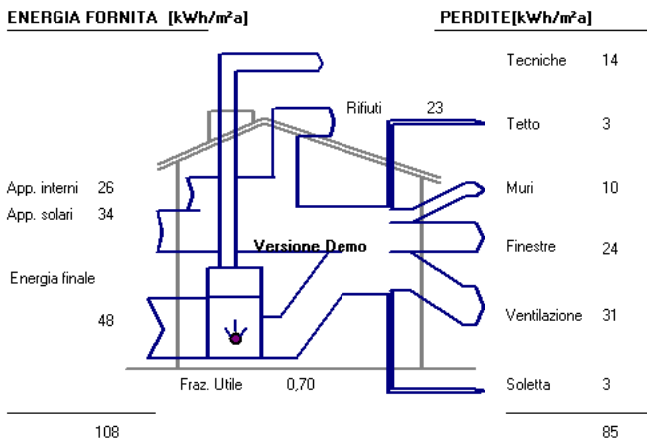 ENERGIA FORNITA [kWh/m²a]
PERDITE[kWh/m²a]
Tecniche 14
Rifiuti 23
Tetto 3
App. interni 26
Muri 10
App. solari 34
Versione Demo
Finestre 24
Energia finale
48
Ventilazione 31
Fraz. Utile 0,70
Soletta 3
108
85